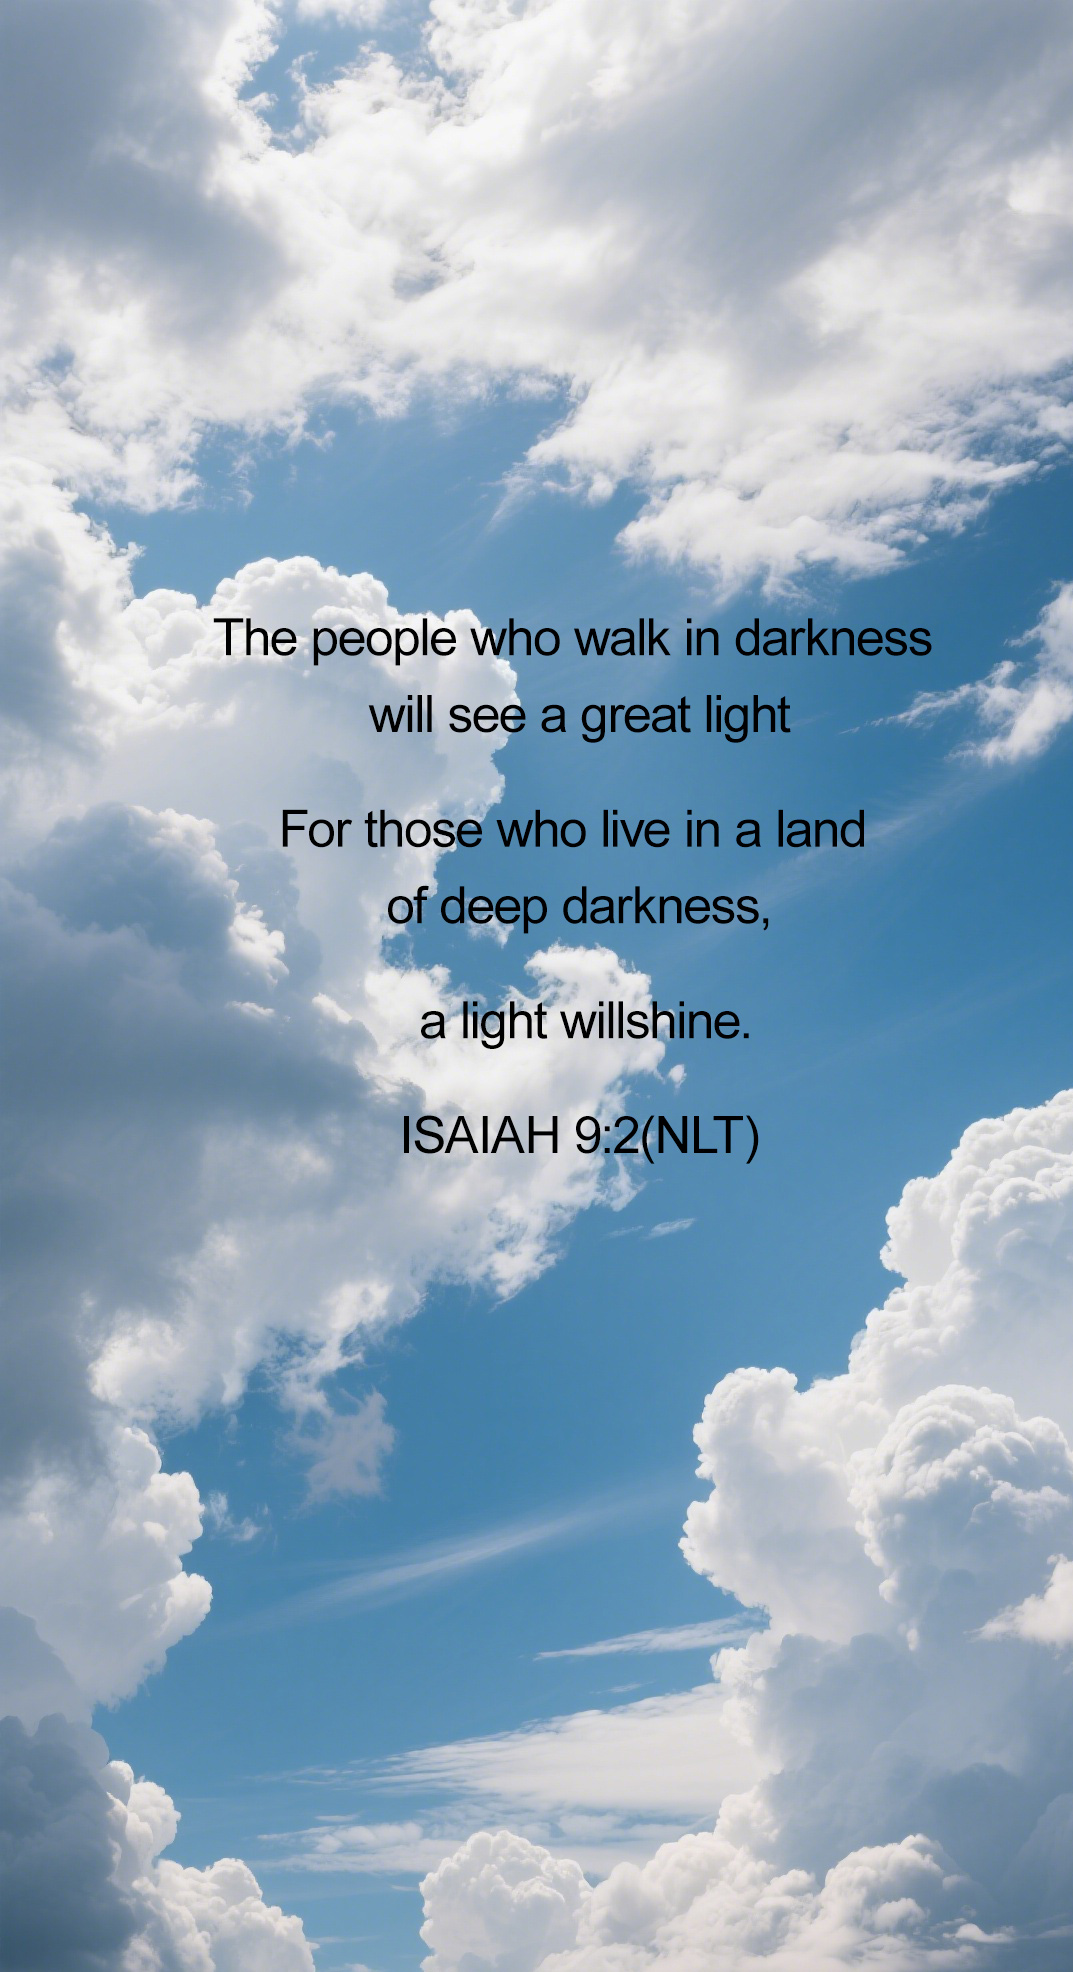 The people who walk in darkness
will see a great light
For those who live in a land
of deep darkness,
a light willshine.
ISAIAH 9:2(NLT)